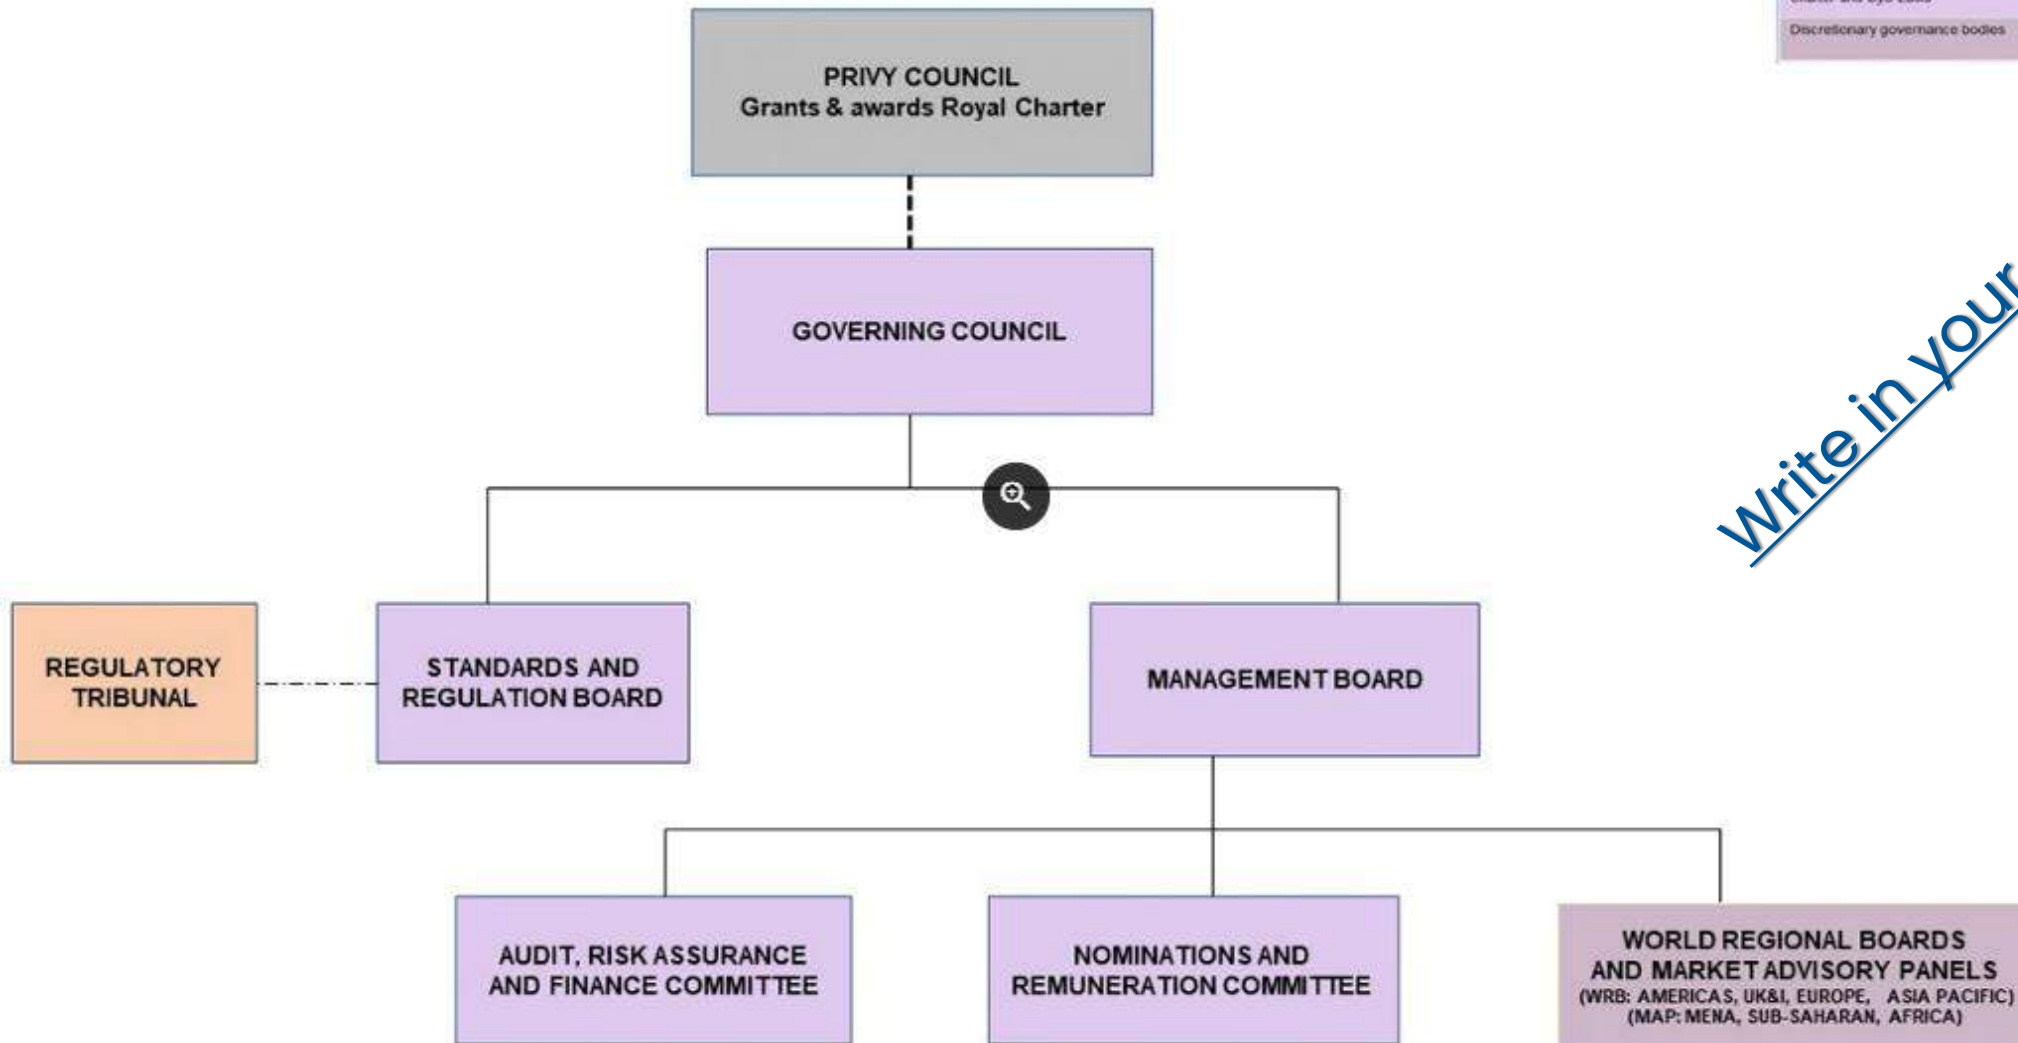 Discretionary governance bodies
PRIVY COUNCIL
Grants & awards Royal Charter
GOVERNING COUNCIL
Write in your
REGULATORY
TRIBUNAL
STANDARDS AND
REGULATION BOARD
MANAGEMENT BOARD
AUDIT, RISK ASSURANCE
AND FINANCE COMMITTEE
NOMINATIONS AND
REMUNERATION COMMITTEE
WORLD REGIONAL BOARDS
AND MARKET ADVISORY PANELS
(WRB: AMERICAS, UK&I, EUROPE, ASIA PACIFIC)
(MAP: MENA, SUB-SAHARAN, AFRICA)